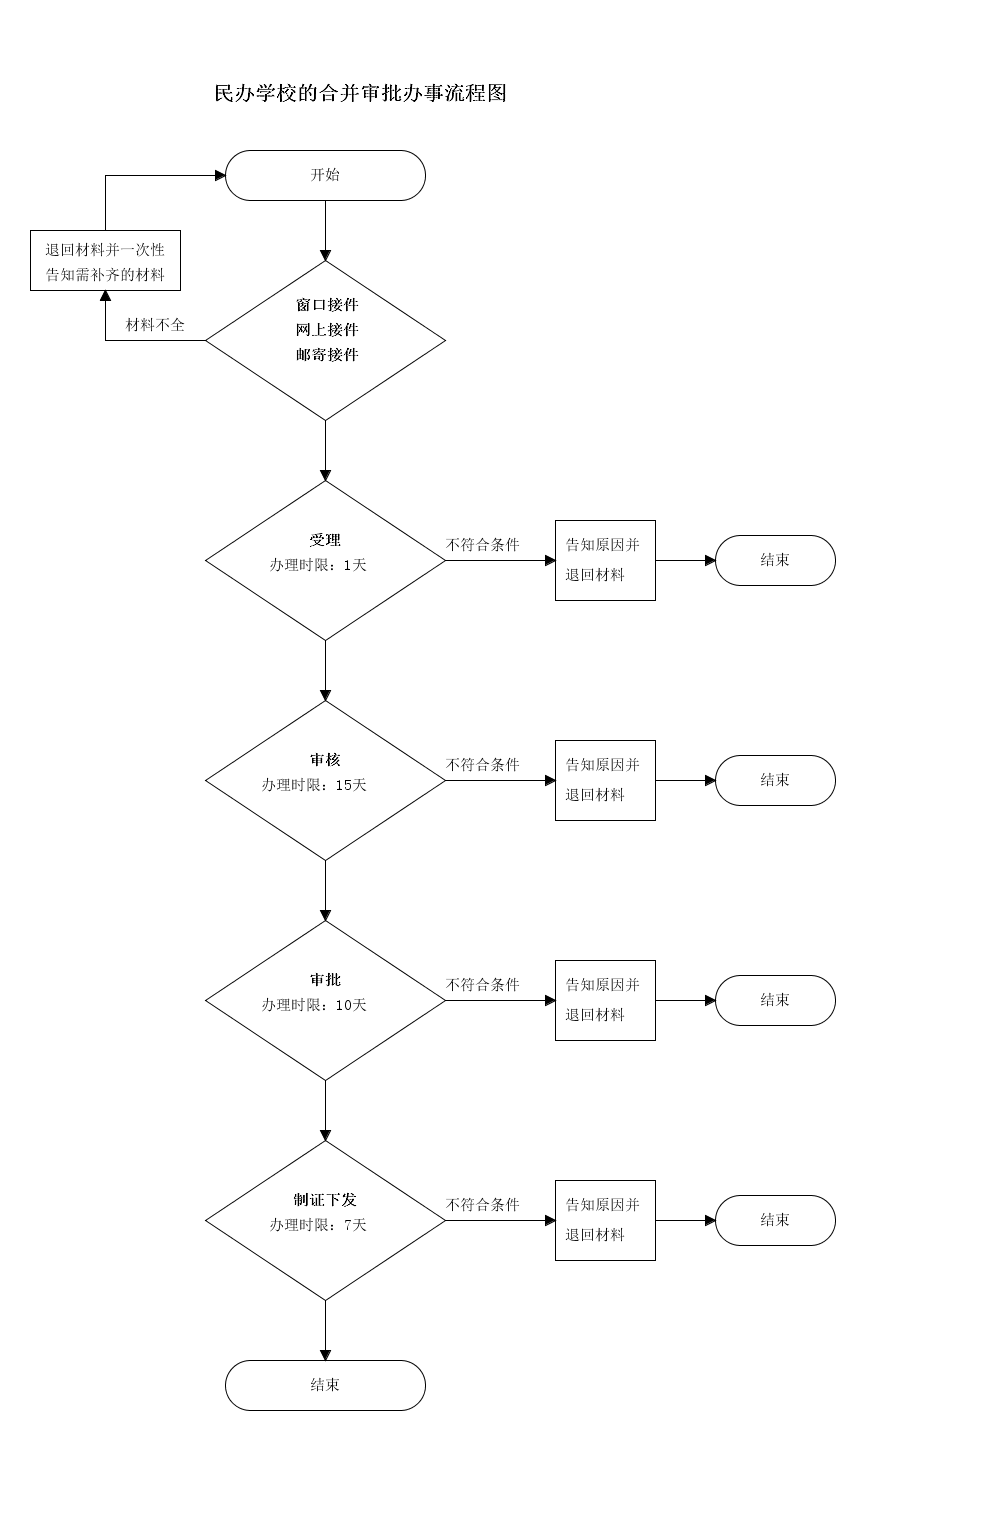 民办学校的合并审批办事流程图
开始
退回材料并一次性
告知需补齐的材料
材料不全
窗口接件
网上接件
邮寄接件
受理
办理时限：1天
不符合条件
告知原因并
退回材料
结束
审核
办理时限：15天
不符合条件
告知原因并
退回材料
结束
审批
办理时限：10天
不符合条件
告知原因并
退回材料
结束
制证下发
办理时限：7天
不符合条件
告知原因并
退回材料
结束
结束